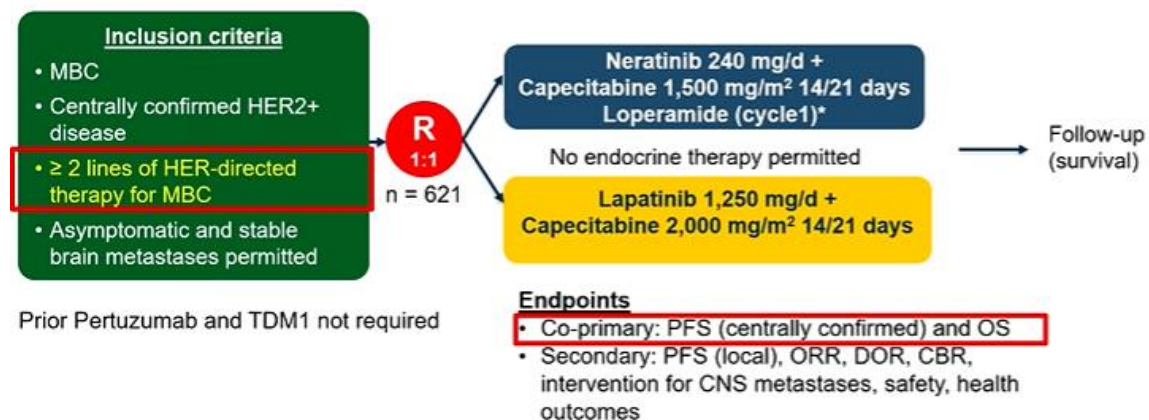 Inclusion criteria
• MBC
• Centrally confirmed HER2+
disease
• ≥ 2 lines of HER-directed
therapy for MBC
• Asymptomatic and stable
brain metastases permitted
Prior Pertuzumab and TDM1 not required
R
1:1
n = 621
Neratinib 240 mg/d +
Capecitabine 1,500 mg/m² 14/21 days
Loperamide (cycle1)*
No endocrine therapy permitted
Lapatinib 1,250 mg/d +
Capecitabine 2,000 mg/m² 14/21 days
Follow-up
(survival)
Endpoints
• Co-primary: PFS (centrally confirmed) and OS
• Secondary: PFS (local), ORR, DOR, CBR,
intervention for CNS metastases, safety, health
outcomes